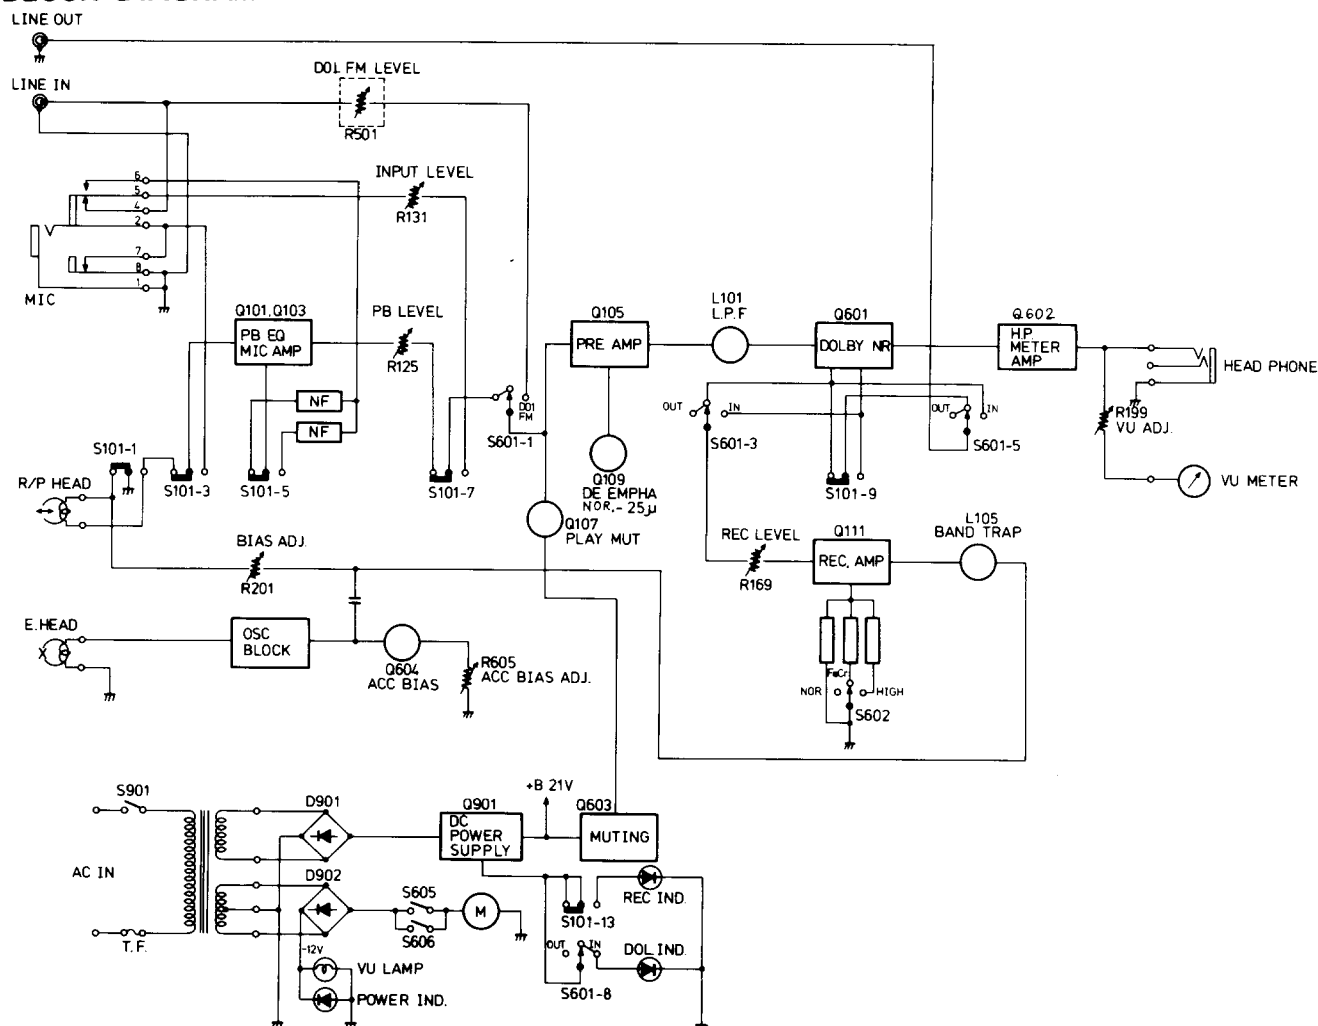 LINE OUT
LINE IN
DOL FM LEVEL
R501
INPUT LEVEL
R131
6
5
4
2
7
8
1
MIC
Q101, Q103
PB EQ
MIC AMP
PB LEVEL
R125
NF
NF
Q105
PRE AMP
L101
L.P.F
Q601
DOLBY NR
Q602
H.P.
METER
AMP
HEAD PHONE
R199
VU ADJ.
VU METER
DOL
FM
S601-1
OUT
IN
S601-3
OUT
IN
S601-5
S101-1
R/P HEAD
S101-3
S101-5
S101-7
Q109
DE EMPHA
NOR,- 25μ
S101-9
Q107
PLAY MUT
BIAS ADJ.
R201
REC LEVEL
R169
Q111
REC, AMP
L105
BAND TRAP
E.HEAD
OSC
BLOCK
Q604
ACC BIAS
R605
ACC BIAS ADJ.
FeCr
NOR
HIGH
S602
S901
AC IN
T.F.
D901
D902
Q901
DC
POWER
SUPPLY
+B 21V
Q603
MUTING
S605
S606
M
-12V
VU LAMP
POWER IND.
REC IND.
S101-13
OUT
IN
DOL IND.
S601-8